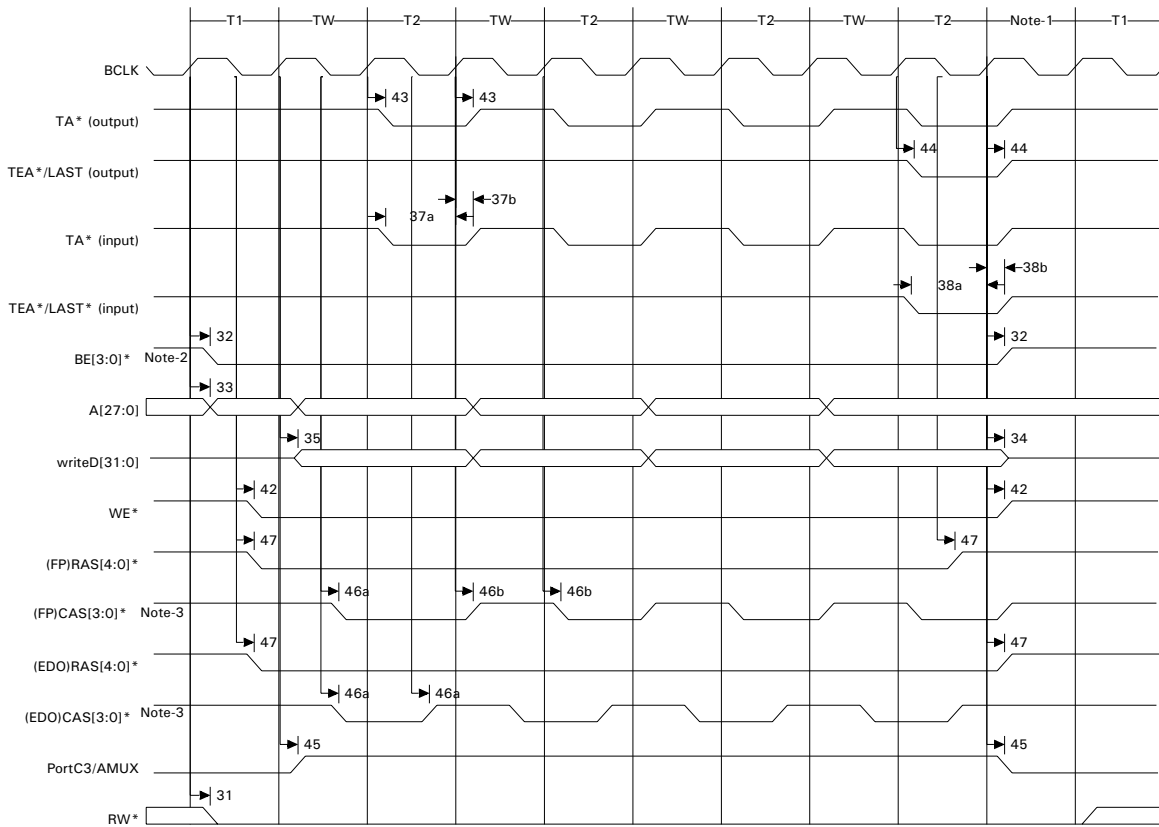 T1 TW T2 TW T2 TW T2 TW T2 Note-1 T1
BCLK
43 43
TA* (output)
44 44
TEA*/LAST (output)
37b
37a
TA* (input)
38b
38a
TEA*/LAST* (input)
32 32
BE[3:0]* Note-2
33
A[27:0]
35 34
writeD[31:0]
42 42
WE*
47 47
(FP)RAS[4:0]*
46a 46b 46b
(FP)CAS[3:0]* Note-3
47 47
(EDO)RAS[4:0]*
46a 46a
(EDO)CAS[3:0]* Note-3
45 45
PortC3/AMUX
31
RW*